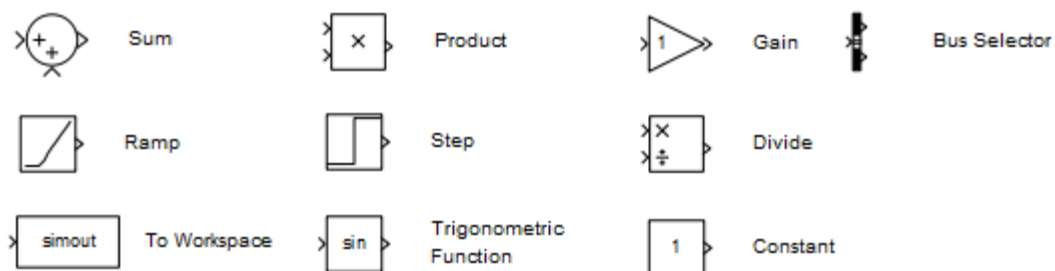 + + Sum
× Product
1 Gain
Bus Selector
Ramp
Step
× ÷ Divide
simout To Workspace
sin Trigonometric
Function
1 Constant